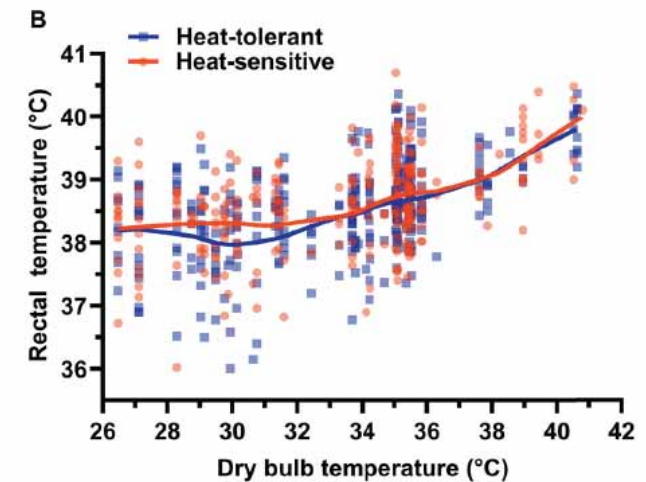 B
Heat-tolerant
Heat-sensitive
41
40
39
38
37
36
Rectal temperature (°C)
26 28 30 32 34 36 38 40 42
Dry bulb temperature (°C)